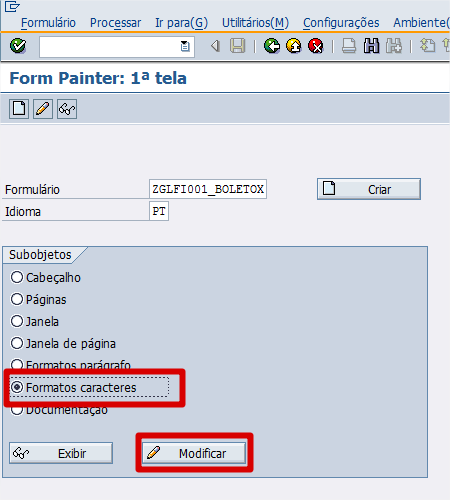 Formulário Processar Ir para(G) Utilitários(M) Configurações Ambiente(
Form Painter: 1ª tela
Formulário ZGLFI001_BOLETOX Criar
Idioma PT
Subobjetos
Cabeçalho
Páginas
Janela
Janela de página
Formatos parágrafo
Formatos caracteres
Documentação
Exibir Modificar